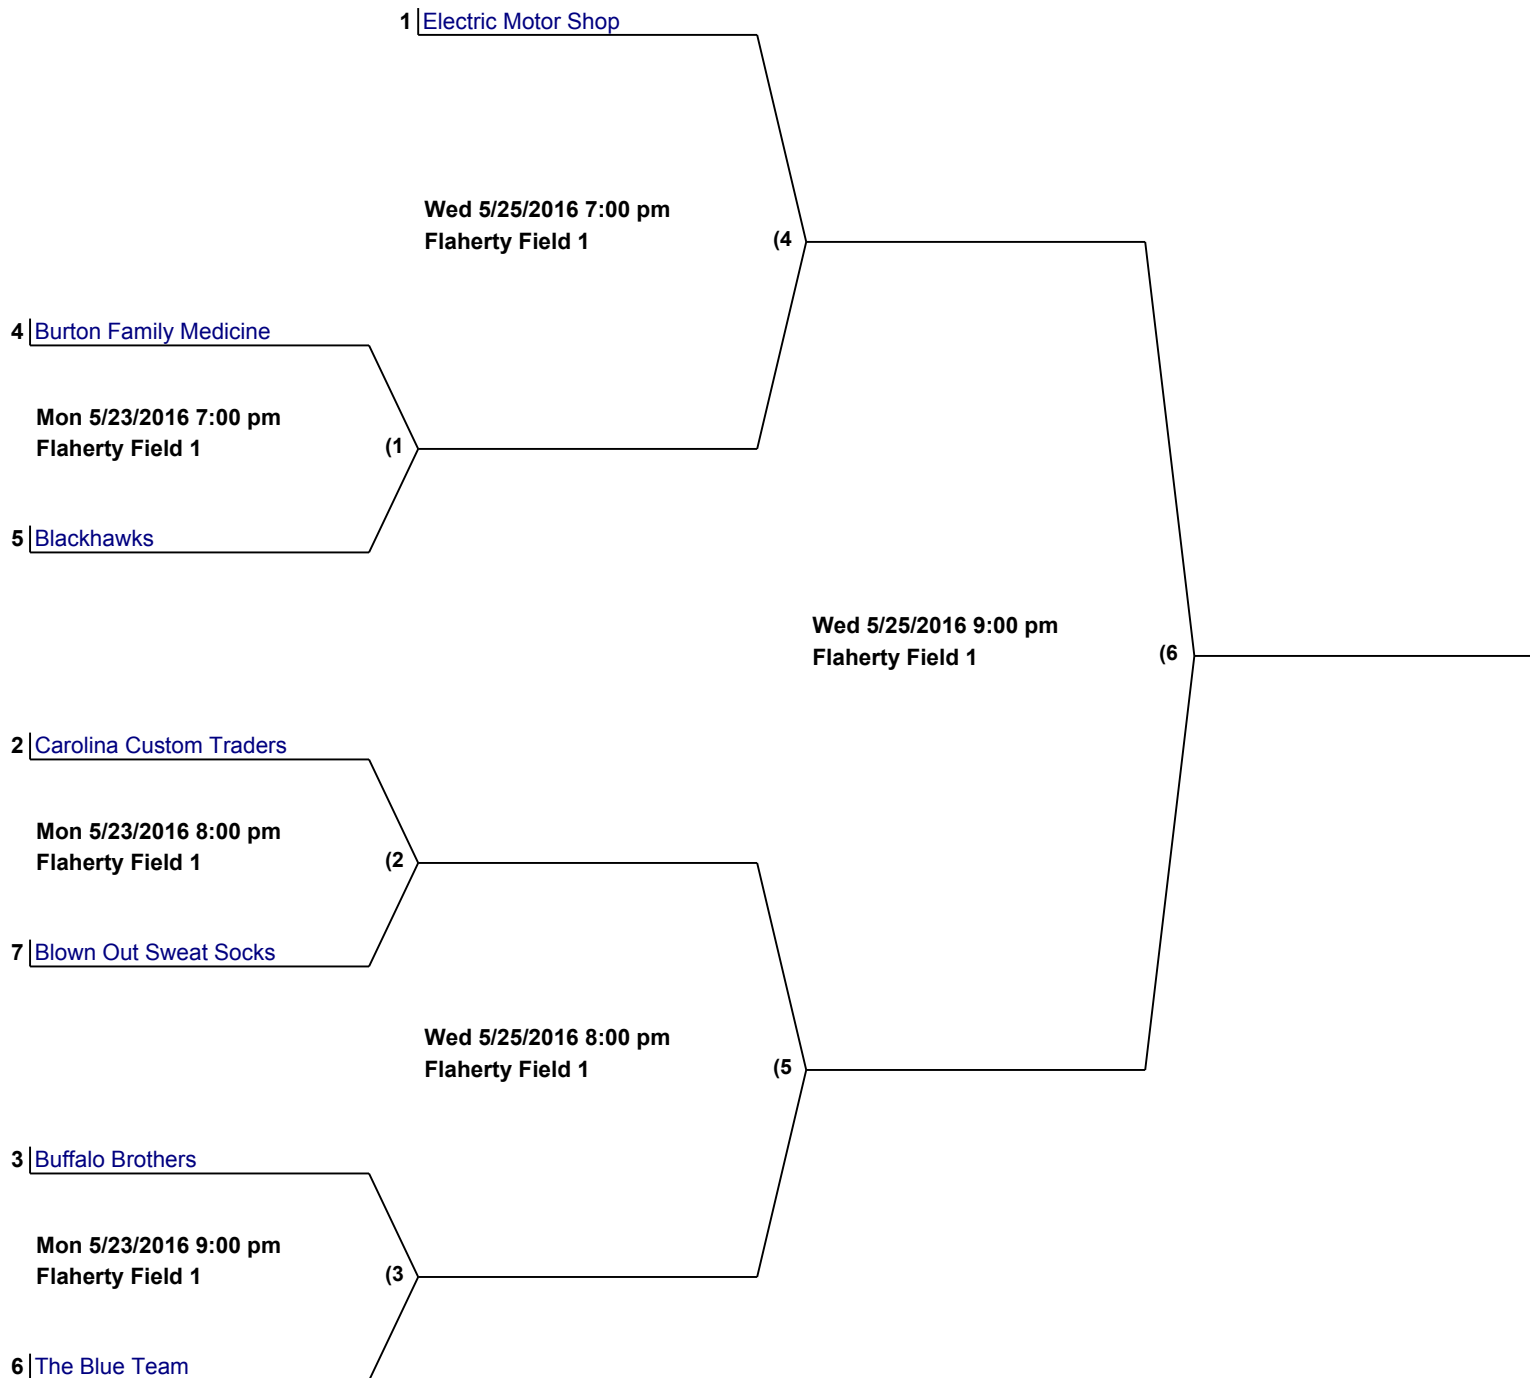 1 Electric Motor Shop
Wed 5/25/2016 7:00 pm
Flaherty Field 1 (4
4 Burton Family Medicine
Mon 5/23/2016 7:00 pm
Flaherty Field 1 (1
5 Blackhawks
Wed 5/25/2016 9:00 pm
Flaherty Field 1 (6
2 Carolina Custom Traders
Mon 5/23/2016 8:00 pm
Flaherty Field 1 (2
7 Blown Out Sweat Socks
Wed 5/25/2016 8:00 pm
Flaherty Field 1 (5
3 Buffalo Brothers
Mon 5/23/2016 9:00 pm
Flaherty Field 1 (3
6 The Blue Team